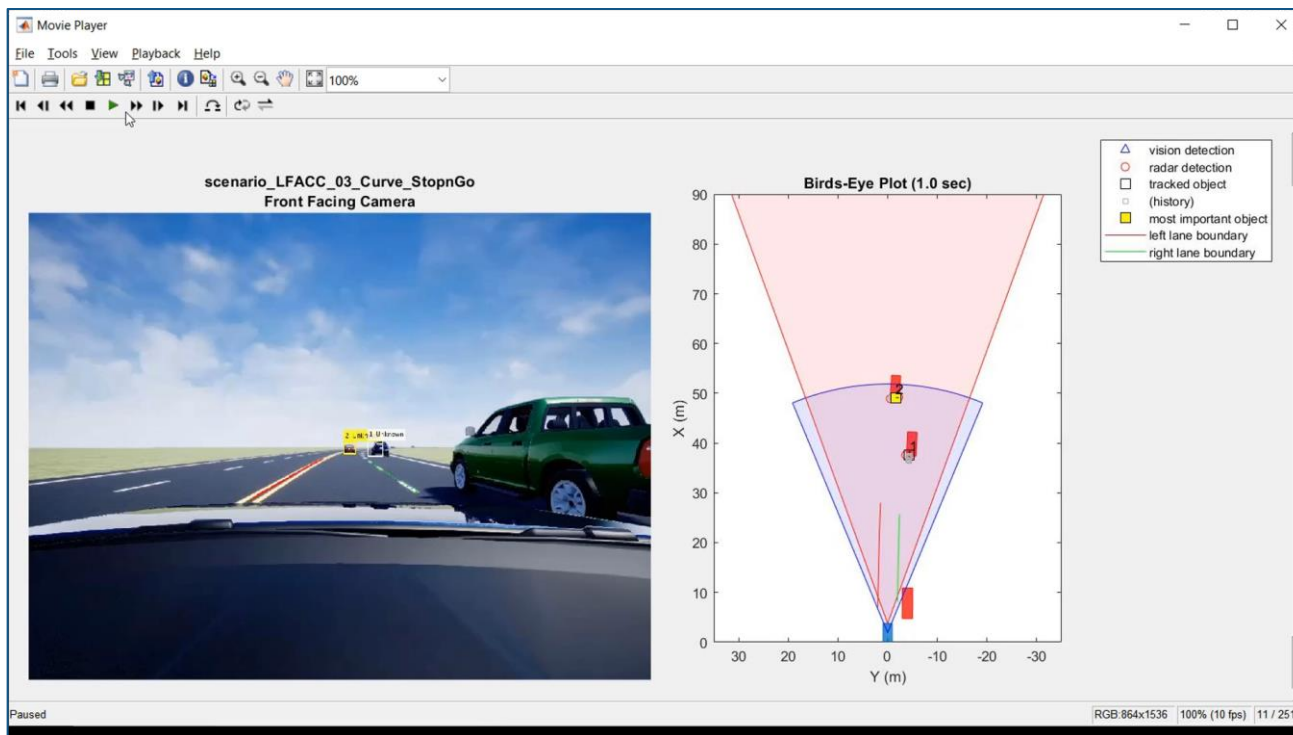 Movie Player
File Tools View Playback Help
100%
scenario_LFACC_03_Curve_StopnGo
Front Facing Camera
2
1 Unknown
Birds-Eye Plot (1.0 sec)
90
80
70
60
50
40
30
20
10
0
X (m)
2
1
30 20 10 0 -10 -20 -30
Y (m)
vision detection
radar detection
tracked object
(history)
most important object
left lane boundary
right lane boundary
Paused
RGB:864x1536 100% (10 fps) 11 / 251